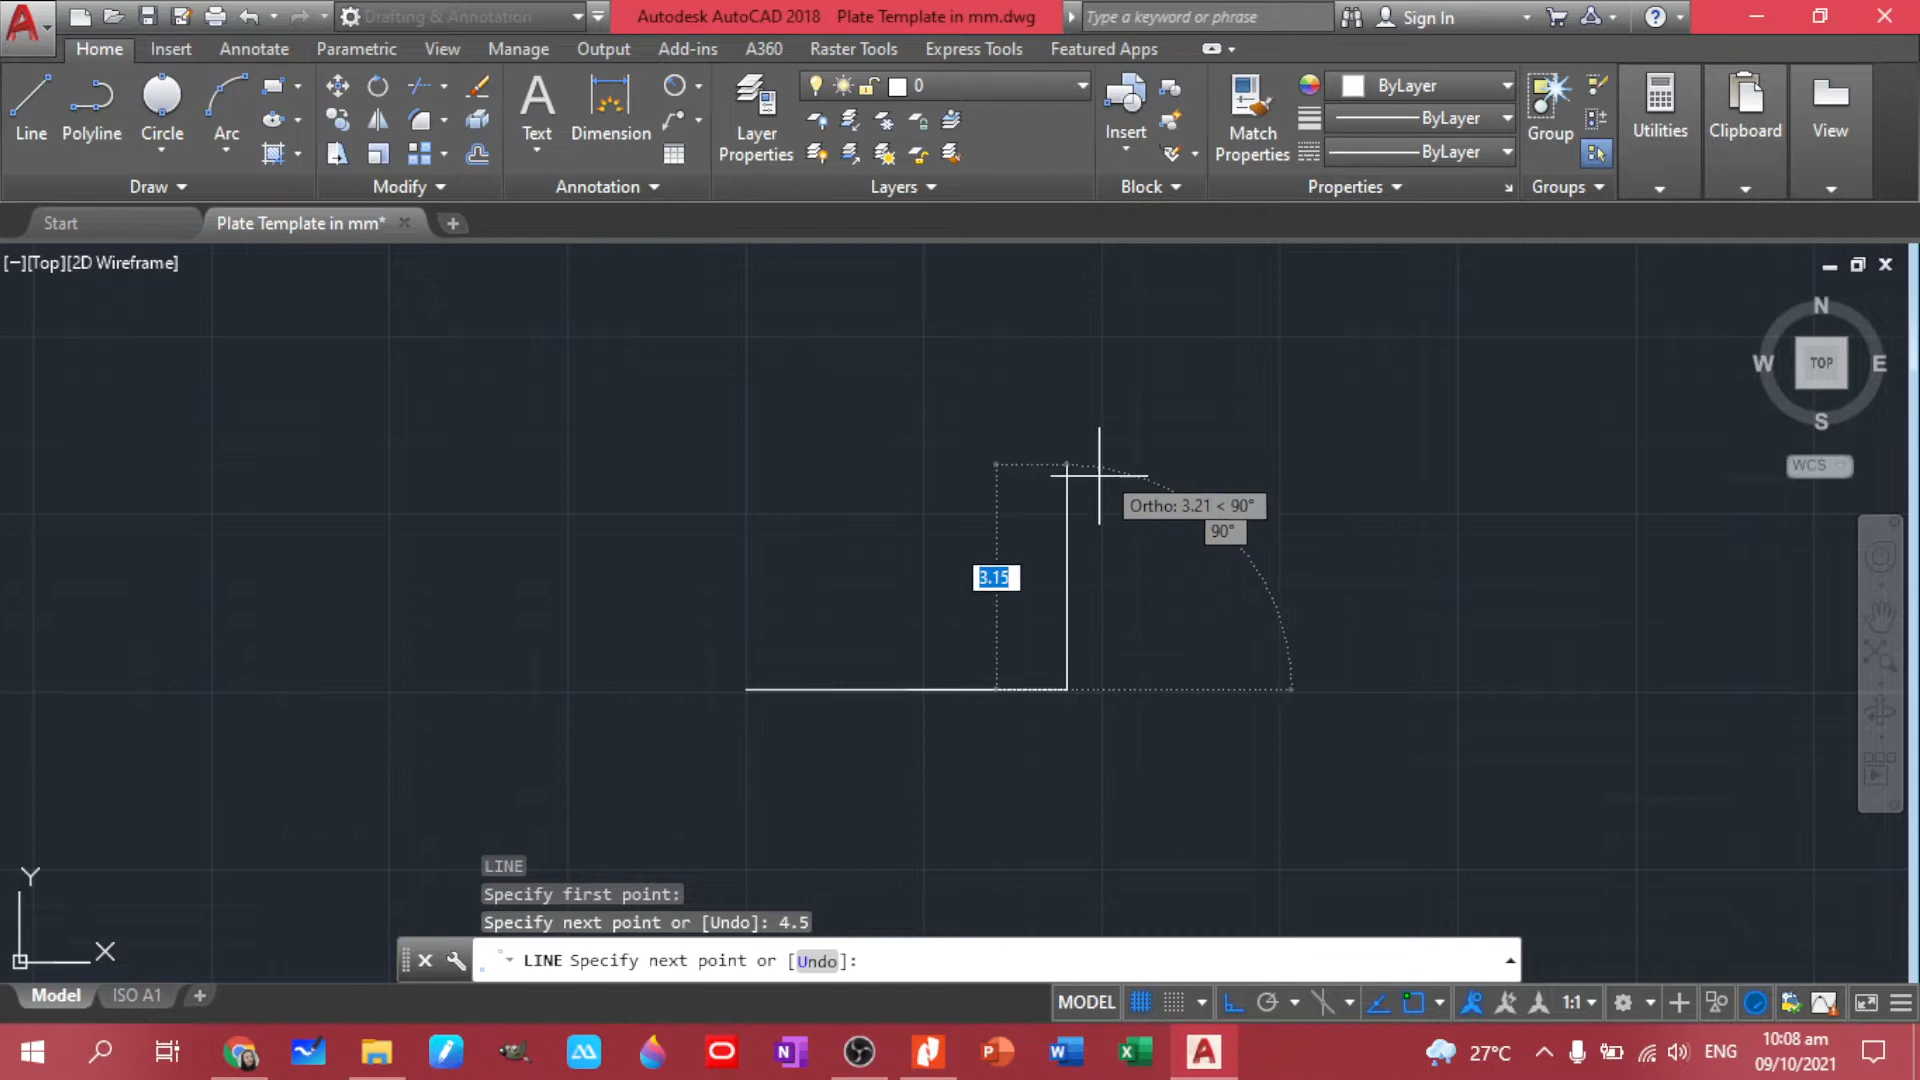 Drafting & Annotation
Autodesk AutoCAD 2018 Plate Template in mm.dwg
Type a keyword or phrase
Sign In
Home Insert Annotate Parametric View Manage Output Add-ins A360 Raster Tools Express Tools Featured Apps
0
ByLayer
ByLayer
ByLayer
Line Polyline Circle Arc
Text Dimension
Layer Properties
Insert
Match Properties
Group
Utilities
Clipboard
View
Draw Modify Annotation Layers Block Properties Groups
Start
Plate Template in mm*
[−][Top][2D Wireframe]
N
W TOP E
S
WCS
Ortho: 3.21 < 90°
90°
3.15
LINE
Specify first point:
Specify next point or [Undo]: 4.5
LINE Specify next point or [Undo]:
Y
X
Model ISO A1
MODEL
1:1
27°C
ENG
10:08 am
09/10/2021